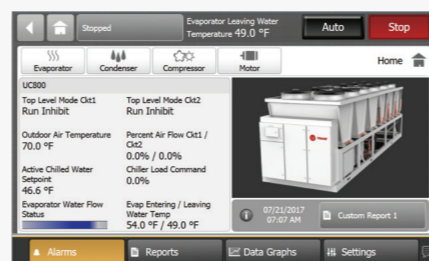 Stopped
Evaporator Leaving Water
Temperature 49.0 °F
Auto
Stop
Evaporator
Condenser
Compressor
Motor
Home
UC800
Top Level Mode Ckt1
Run Inhibit
Top Level Mode Ckt2
Run Inhibit
Outdoor Air Temperature
70.0 °F
Percent Air Flow Ckt1 /
Ckt2
0.0% / 0.0%
Active Chilled Water
Setpoint
46.6 °F
Chiller Load Command
0.0%
Evaporator Water Flow
Status
Evap Entering / Leaving
Water Temp
54.0 °F / 49.0 °F
07/21/2017
07:07 AM
Custom Report 1
Alarms
Reports
Data Graphs
Settings